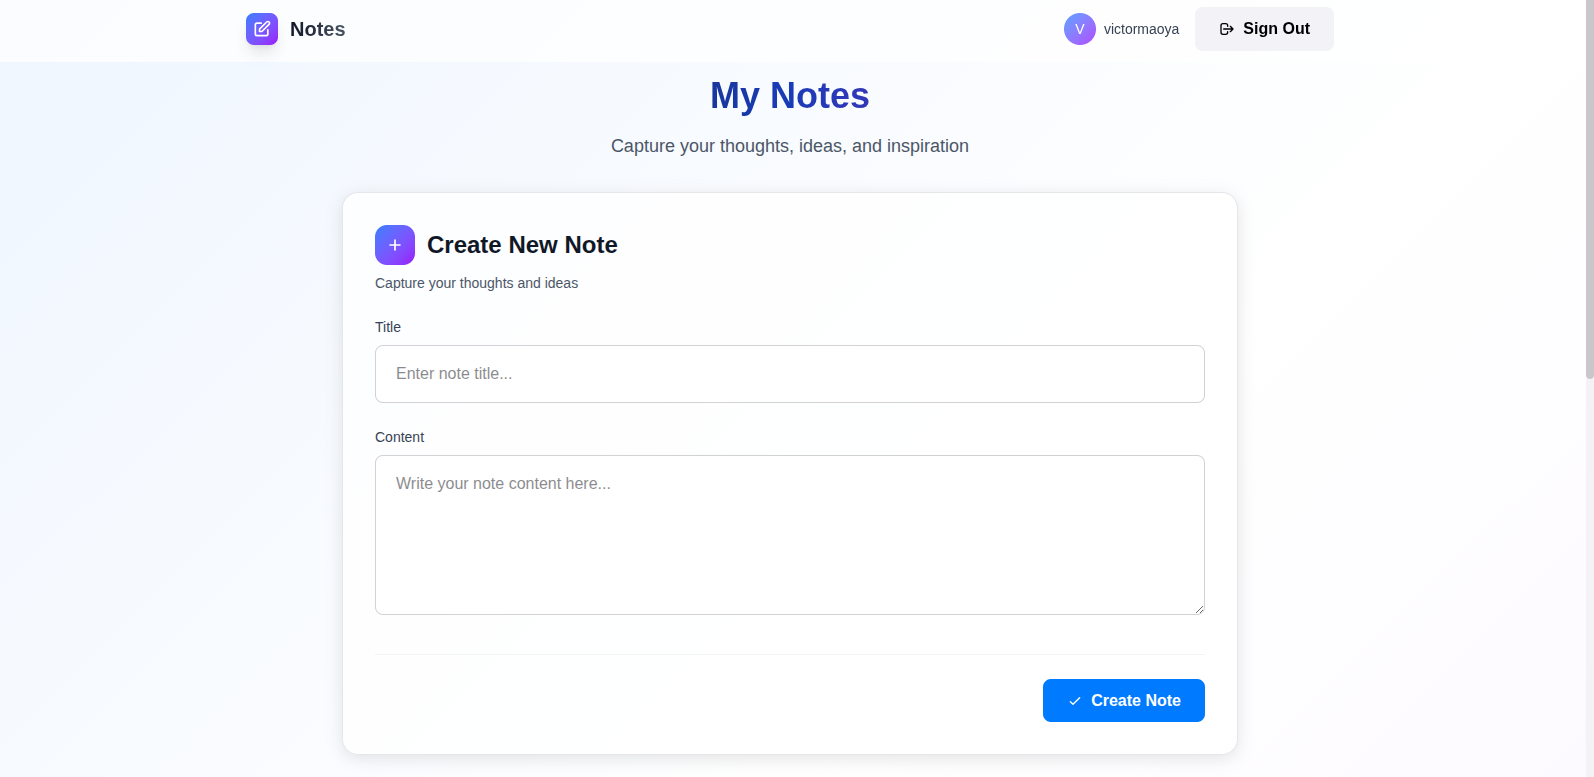 Notes
V victormaoya
Sign Out
My Notes
Capture your thoughts, ideas, and inspiration
Create New Note
Capture your thoughts and ideas
Title
Enter note title...
Content
Write your note content here...
Create Note